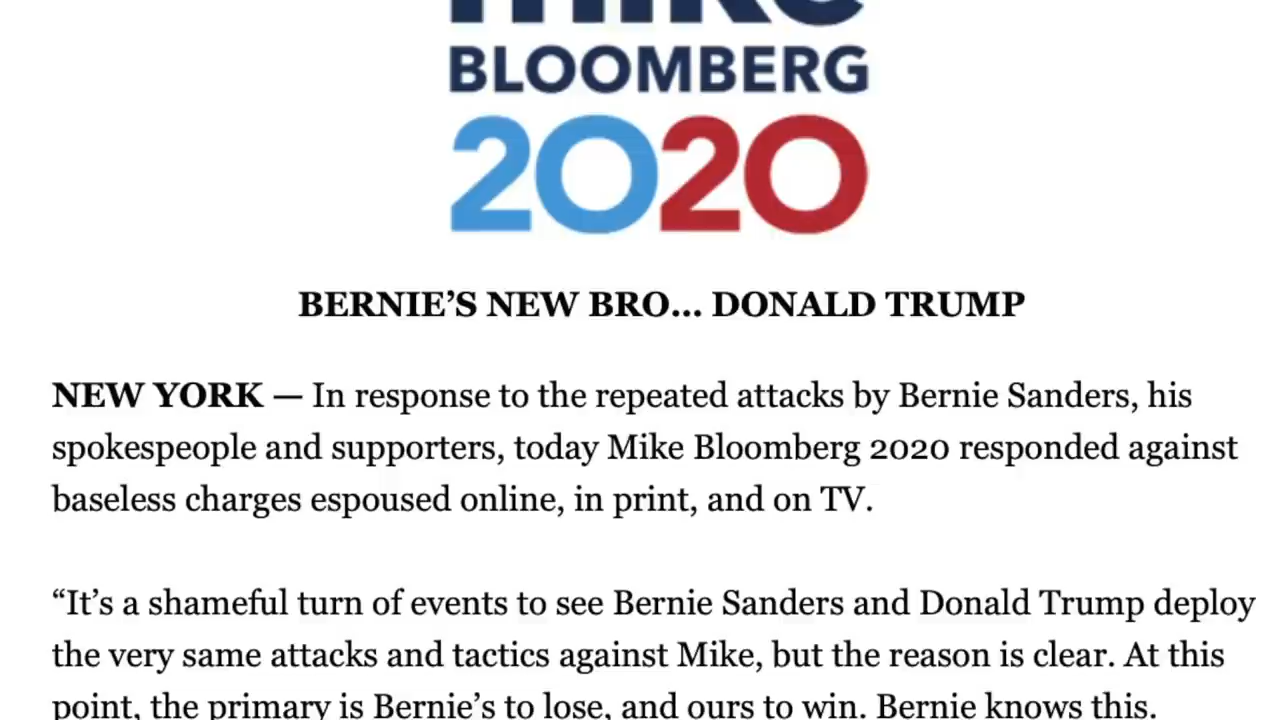 mike
BLOOMBERG
2020
BERNIE’S NEW BRO... DONALD TRUMP
NEW YORK — In response to the repeated attacks by Bernie Sanders, his
spokespeople and supporters, today Mike Bloomberg 2020 responded against
baseless charges espoused online, in print, and on TV.
“It’s a shameful turn of events to see Bernie Sanders and Donald Trump deploy
the very same attacks and tactics against Mike, but the reason is clear. At this
point, the primary is Bernie’s to lose, and ours to win. Bernie knows this.